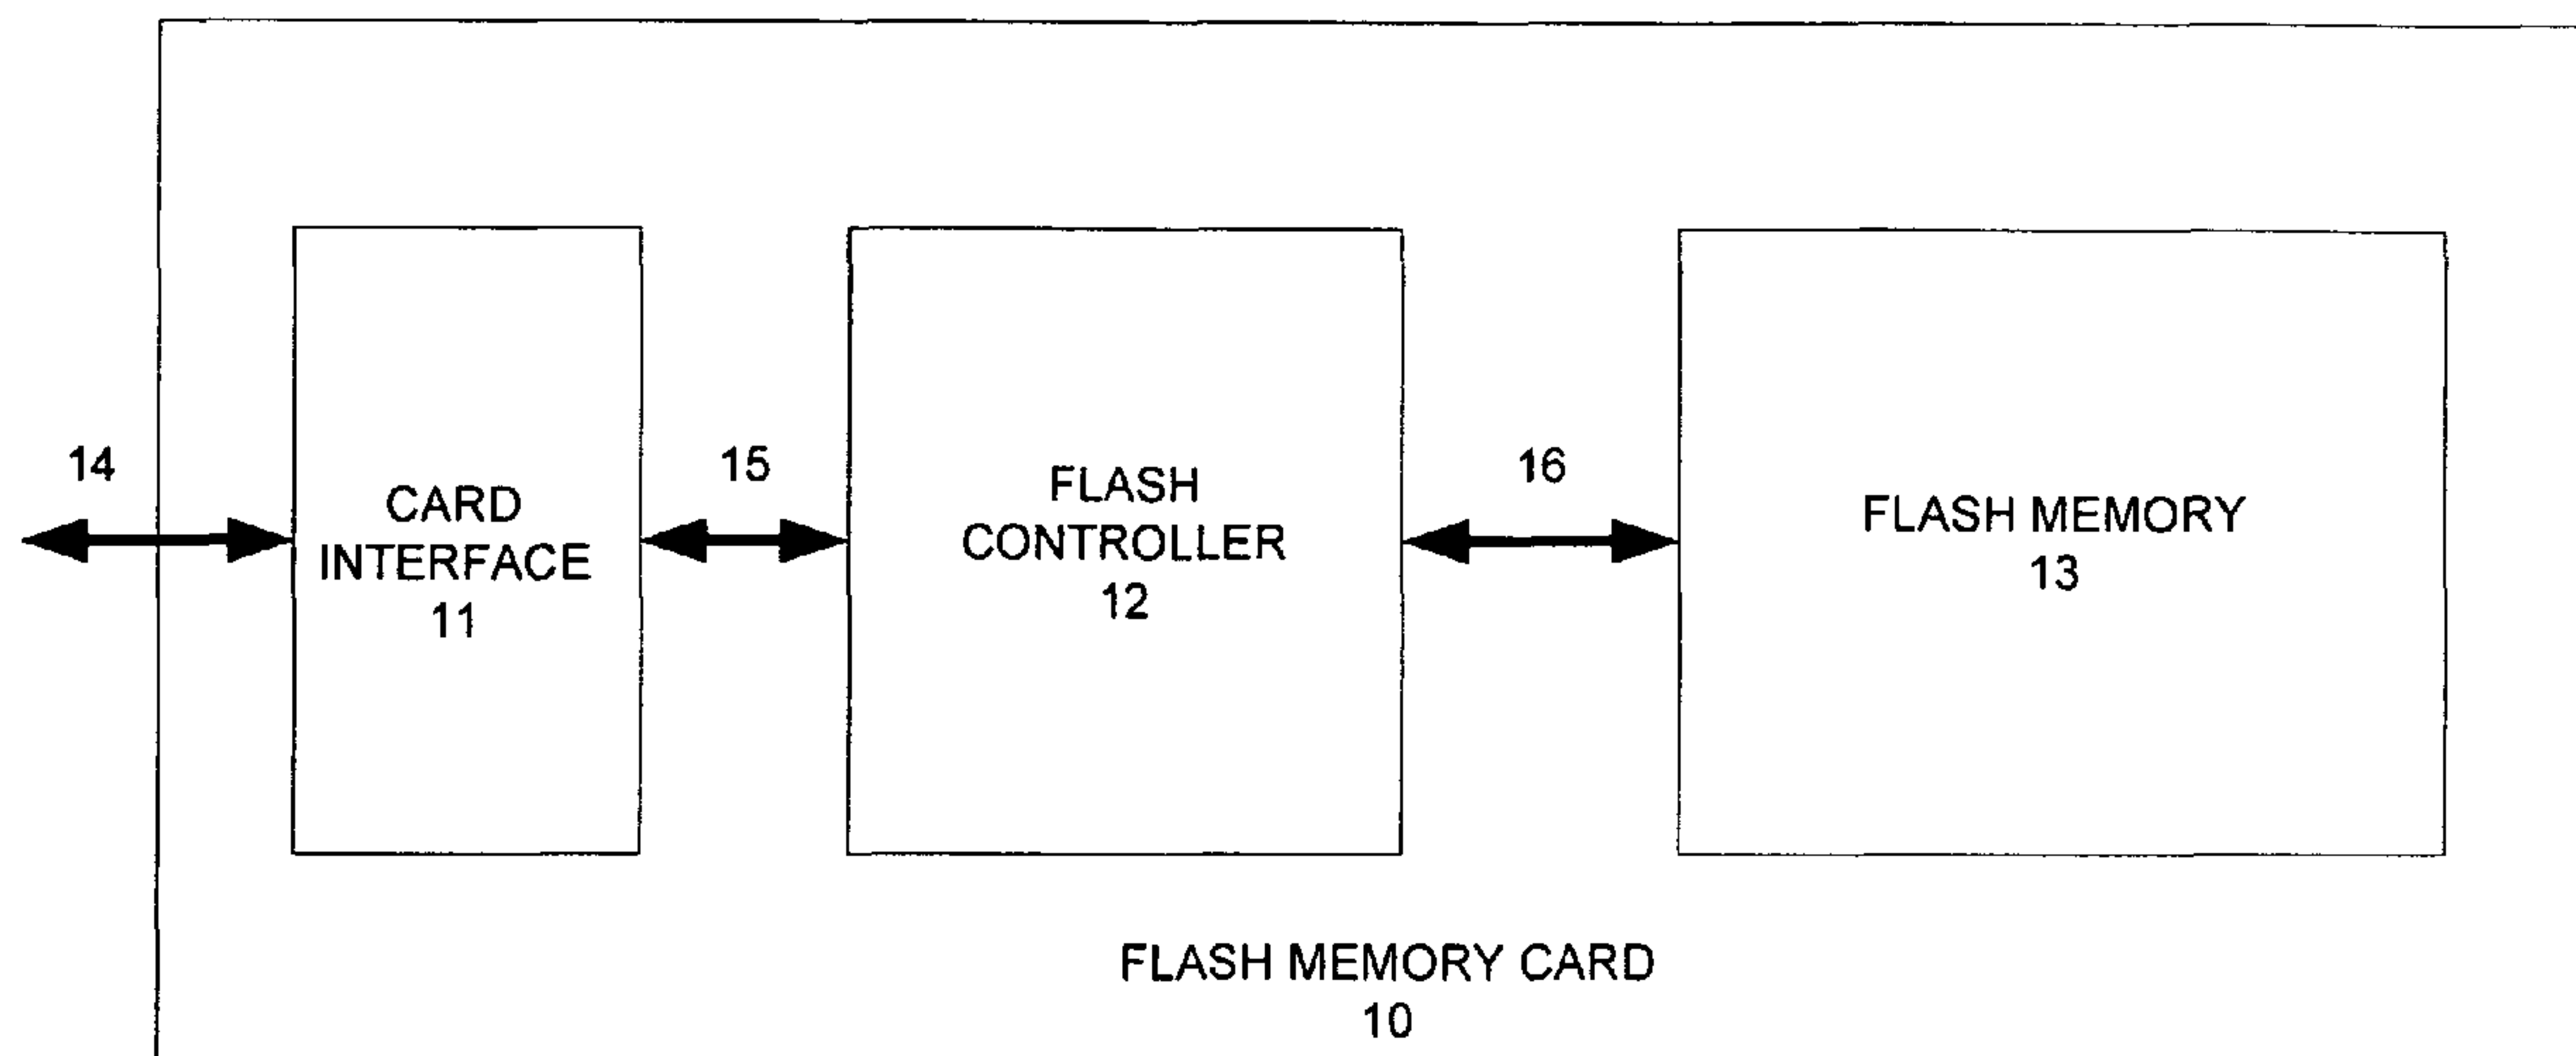 14
CARD
INTERFACE
11
15
FLASH
CONTROLLER
12
16
FLASH MEMORY
13
FLASH MEMORY CARD
10